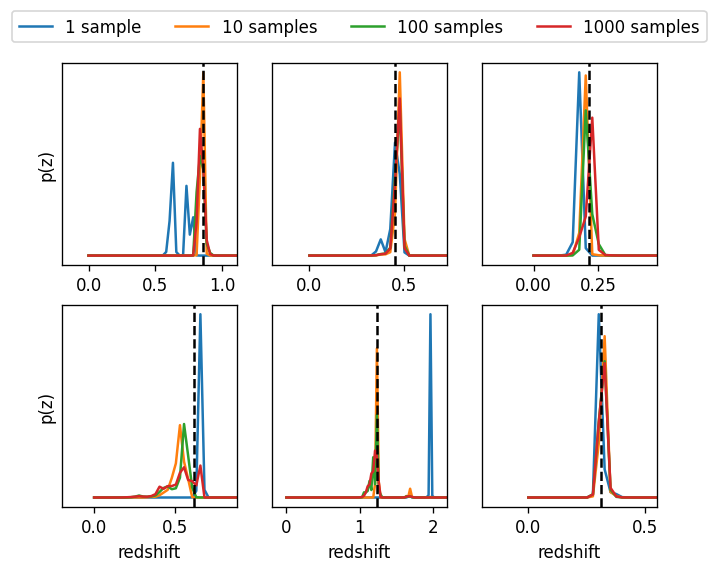 1 sample 10 samples 100 samples 1000 samples
p(z)
0.0 0.5 1.0 0.0 0.5 0.00 0.25
p(z)
0.0 0.5 0 1 2 0.0 0.5
redshift redshift redshift